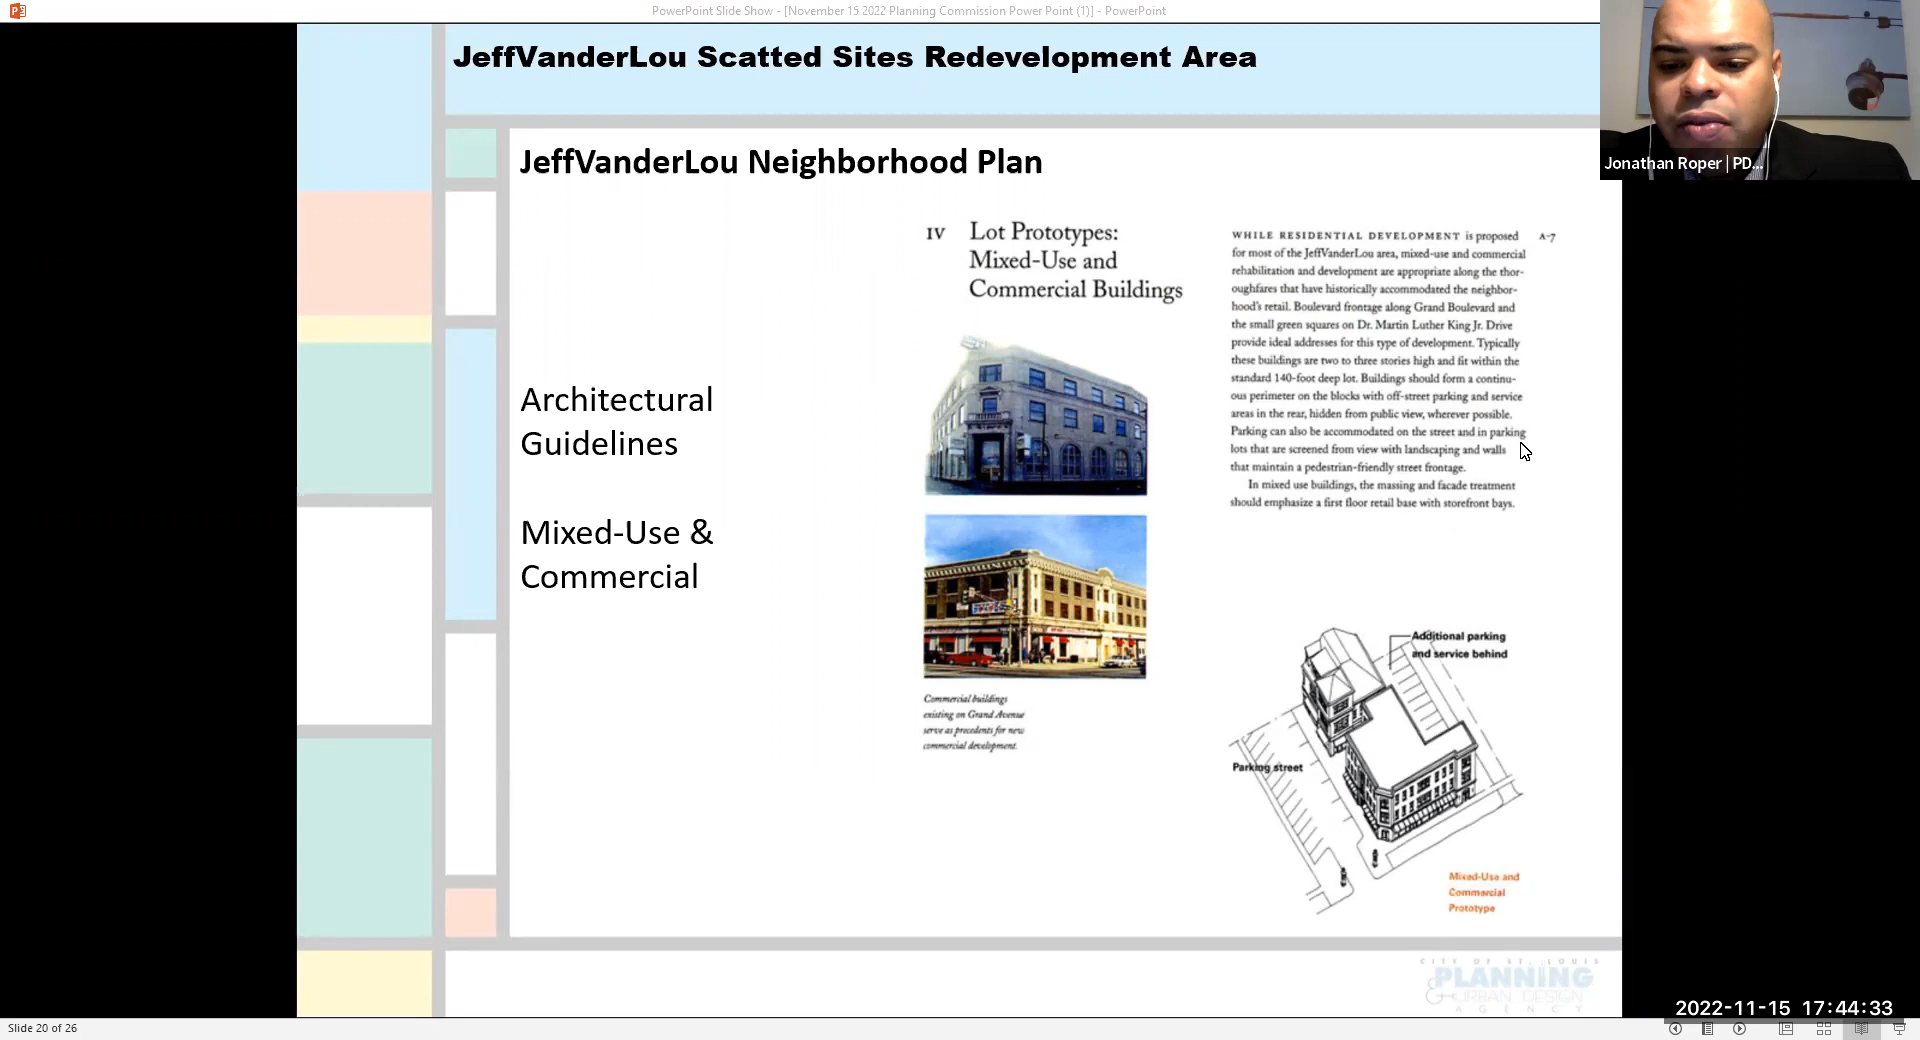 PowerPoint Slide Show - [November 15 2022 Planning Commission Power Point (1)] - PowerPoint
JeffVanderLou Scatted Sites Redevelopment Area
Jonathan Roper | PD...
JeffVanderLou Neighborhood Plan
Architectural
Guidelines
Mixed-Use &
Commercial
IV Lot Prototypes:
Mixed-Use and
Commercial Buildings
Commercial buildings
existing on Grand Avenue
serve as precedents for new
commercial development.
WHILE RESIDENTIAL DEVELOPMENT is proposed A-7
for most of the JeffVanderLou area, mixed-use and commercial
rehabilitation and development are appropriate along the thor-
oughfares that have historically accommodated the neighbor-
hood's retail. Boulevard frontage along Grand Boulevard and
the small green squares on Dr. Martin Luther King Jr. Drive
provide ideal addresses for this type of development. Typically
these buildings are two to three stories high and fit within the
standard 140-foot deep lot. Buildings should form a continu-
ous perimeter on the blocks with off-street parking and service
areas in the rear, hidden from public view, wherever possible.
Parking can also be accommodated on the street and in parking
lots that are screened from view with landscaping and walls
that maintain a pedestrian-friendly street frontage.
In mixed use buildings, the massing and facade treatment
should emphasize a first floor retail base with storefront bays.
Additional parking
and service behind
Parking street
Mixed-Use and
Commercial
Prototype
CITY OF ST. LOUIS
PLANNING
& URBAN DESIGN
AGENCY
2022-11-15 17:44:33
Slide 20 of 26